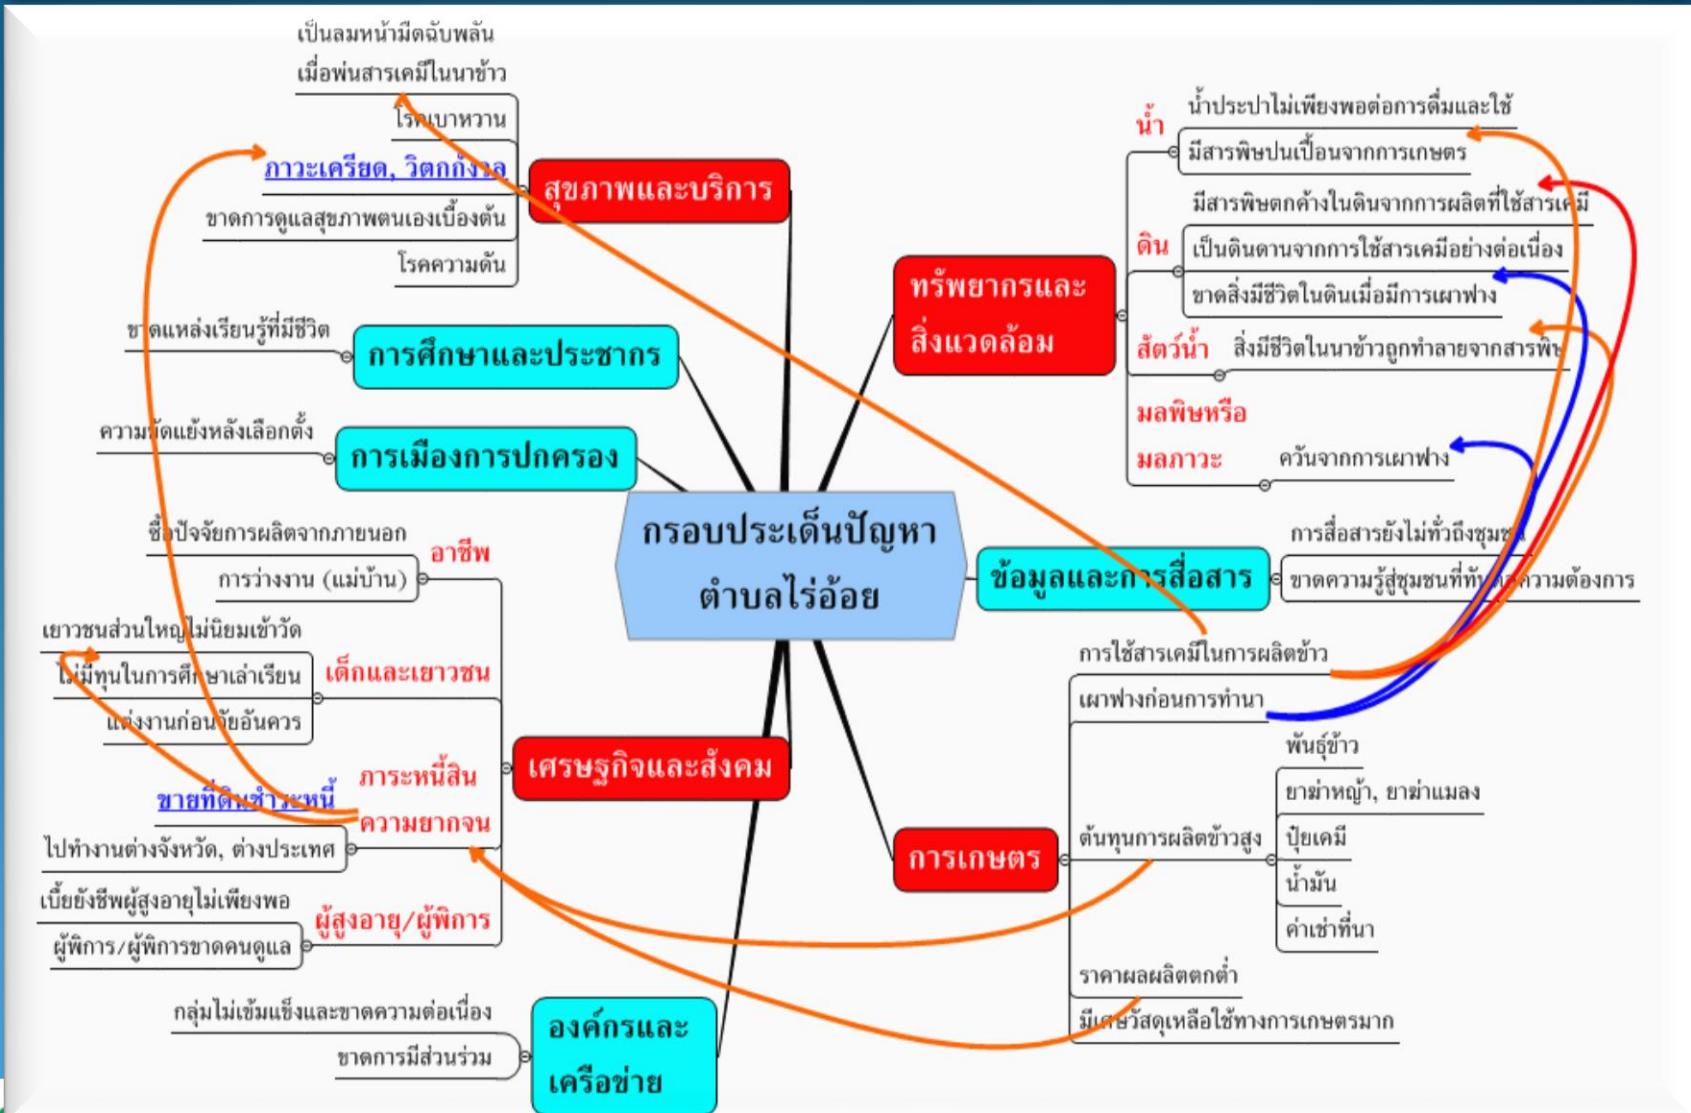 เป็นลมหน้ามืดฉับพลัน
เมื่อพ่นสารเคมีในนาข้าว
โรคเบาหวาน
ภาวะเครียด, วิตกกังวล
ขาดการดูแลสุขภาพตนเองเบื้องต้น
โรคความดัน
สุขภาพและบริการ
ขาดแหล่งเรียนรู้ที่มีชีวิต
การศึกษาและประชากร
ความขัดแย้งหลังเลือกตั้ง
การเมืองการปกครอง
ซื้อปัจจัยการผลิตจากภายนอก
การว่างงาน (แม่บ้าน)
อาชีพ
เยาวชนส่วนใหญ่ไม่นิยมเข้าวัด
ไม่มีทุนในการศึกษาเล่าเรียน
แต่งงานก่อนวัยอันควร
เด็กและเยาวชน
เศรษฐกิจและสังคม
ภาระหนี้สิน
ความยากจน
ขายที่ดินชำระหนี้
ไปทำงานต่างจังหวัด, ต่างประเทศ
เบี้ยยังชีพผู้สูงอายุไม่เพียงพอ
ผู้พิการ/ผู้พิการขาดคนดูแล
ผู้สูงอายุ/ผู้พิการ
กลุ่มไม่เข้มแข็งและขาดความต่อเนื่อง
ขาดการมีส่วนร่วม
องค์กรและ
เครือข่าย
กรอบประเด็นปัญหา
ตำบลไร่อ้อย
ทรัพยากรและ
สิ่งแวดล้อม
น้ำ
น้ำประปาไม่เพียงพอต่อการดื่มและใช้
มีสารพิษปนเปื้อนจากการเกษตร
ดิน
มีสารพิษตกค้างในดินจากการผลิตที่ใช้สารเคมี
เป็นดินดานจากการใช้สารเคมีอย่างต่อเนื่อง
ขาดสิ่งมีชีวิตในดินเมื่อมีการเผาฟาง
สัตว์น้ำ
สิ่งมีชีวิตในนาข้าวถูกทำลายจากสารพิษ
มลพิษหรือ
มลภาวะ
ควันจากการเผาฟาง
ข้อมูลและการสื่อสาร
การสื่อสารยังไม่ทั่วถึงชุมชน
ขาดความรู้สู่ชุมชนที่ทันต่อความต้องการ
การเกษตร
การใช้สารเคมีในการผลิตข้าว
เผาฟางก่อนการทำนา
ต้นทุนการผลิตข้าวสูง
พันธุ์ข้าว
ยาฆ่าหญ้า, ยาฆ่าแมลง
ปุ๋ยเคมี
น้ำมัน
ค่าเช่าที่นา
ราคาผลผลิตตกต่ำ
มีเศษวัสดุเหลือใช้ทางการเกษตรมาก